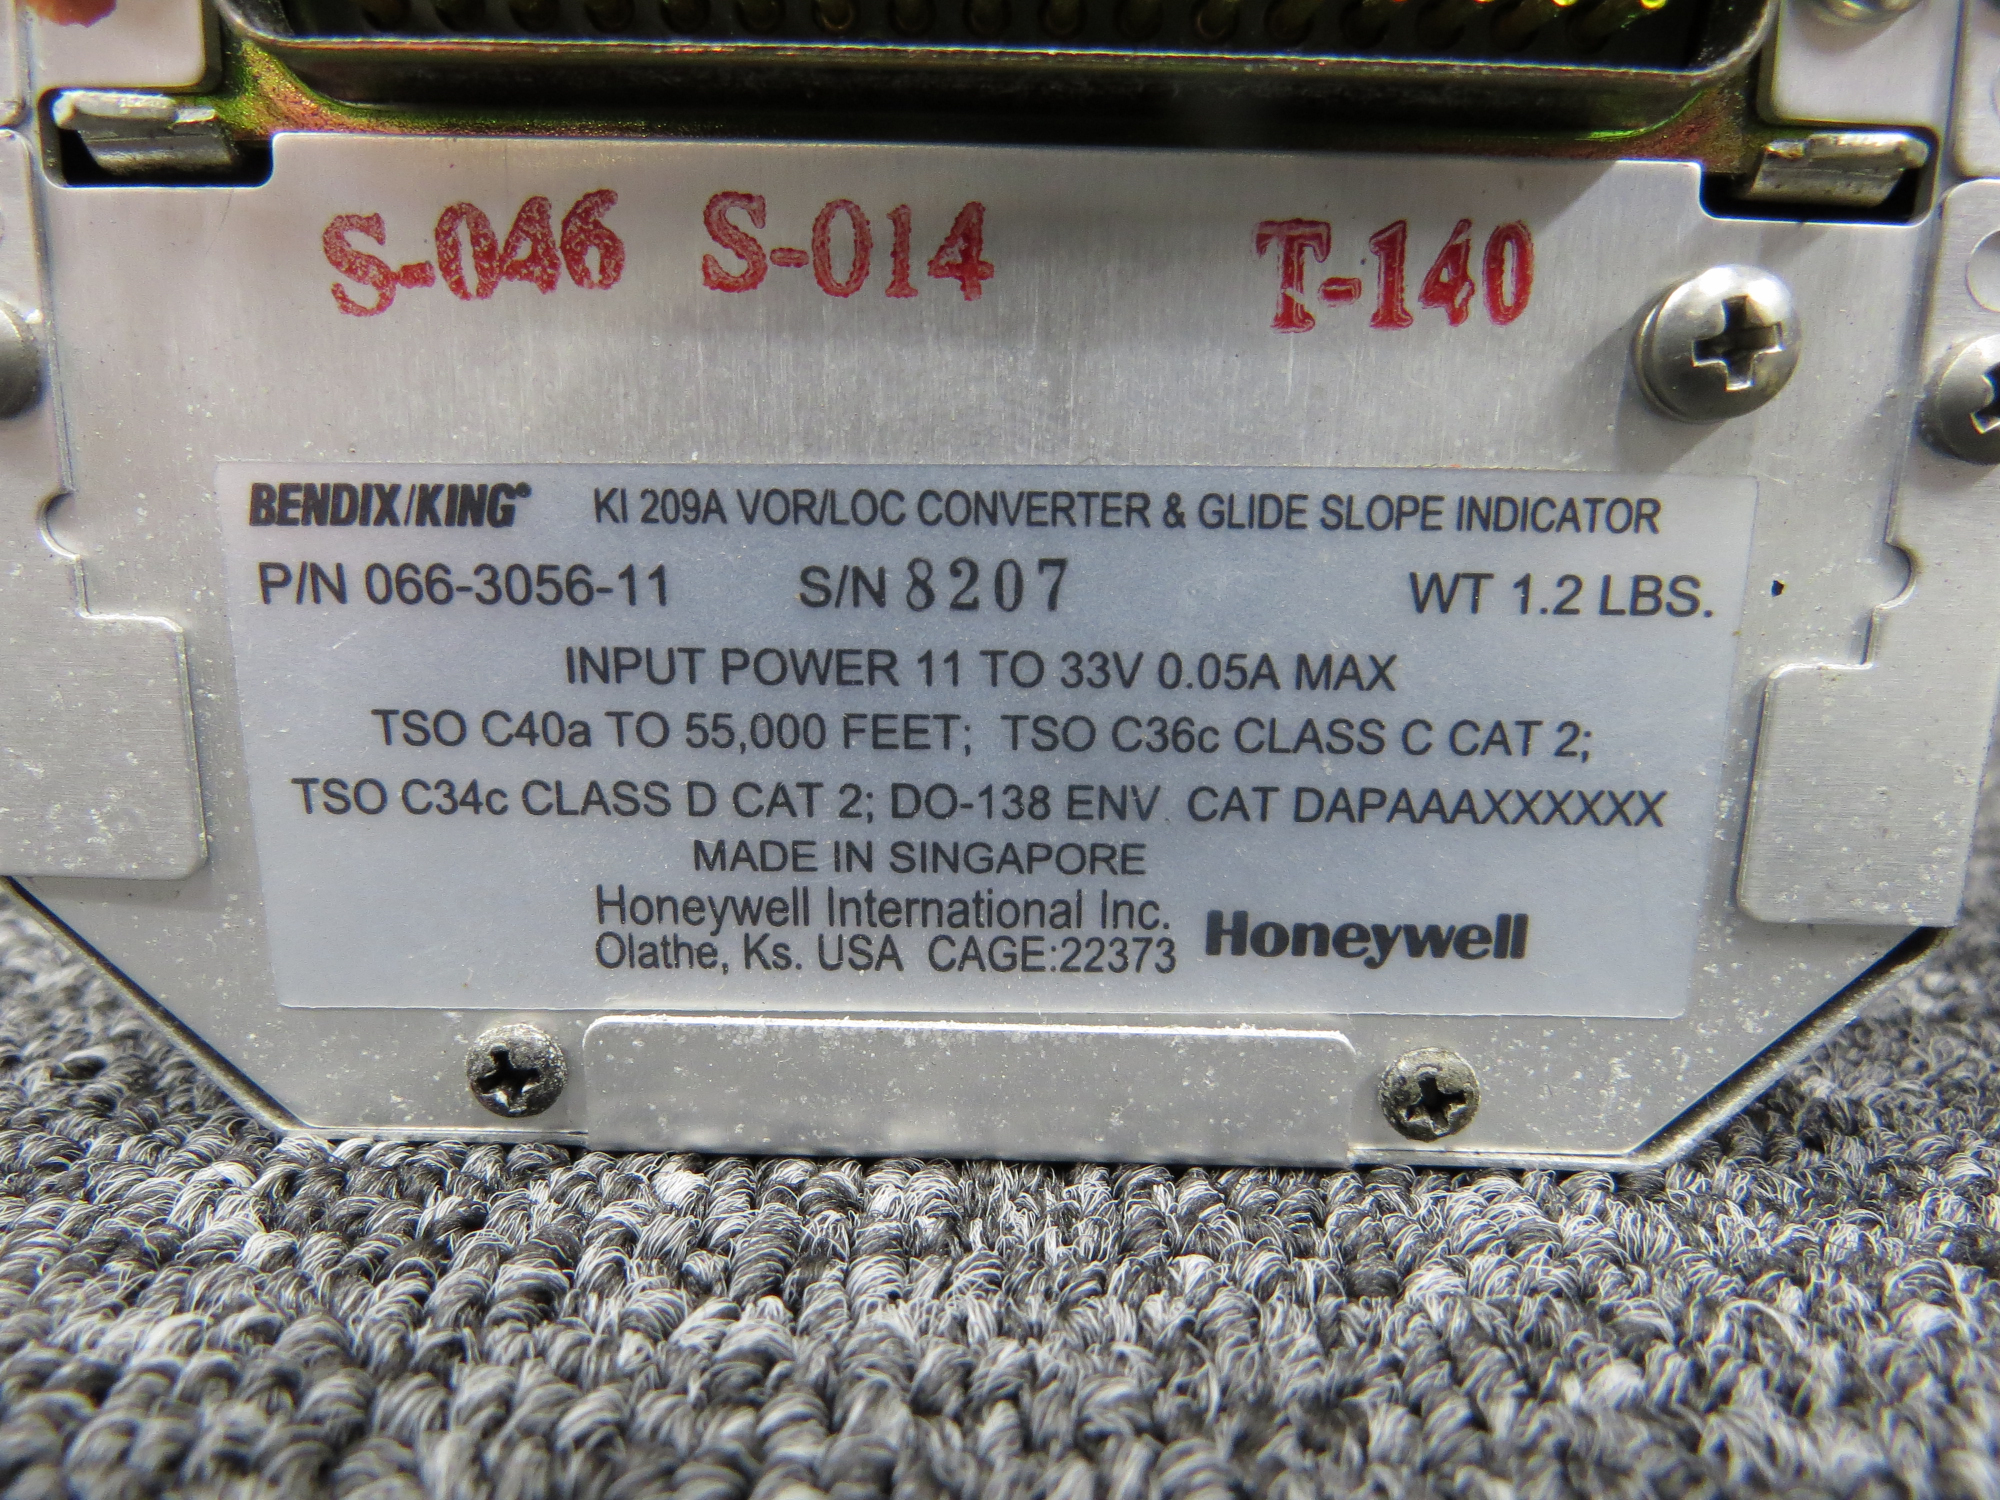 S-046 S-014 T-140
BENDIX/KING® KI 209A VOR/LOC CONVERTER & GLIDE SLOPE INDICATOR
P/N 066-3056-11 S/N 8207 WT 1.2 LBS.
INPUT POWER 11 TO 33V 0.05A MAX
TSO C40a TO 55,000 FEET; TSO C36c CLASS C CAT 2;
TSO C34c CLASS D CAT 2; DO-138 ENV. CAT DAPAAAXXXXXX
MADE IN SINGAPORE
Honeywell International Inc.
Olathe, Ks. USA CAGE:22373 Honeywell